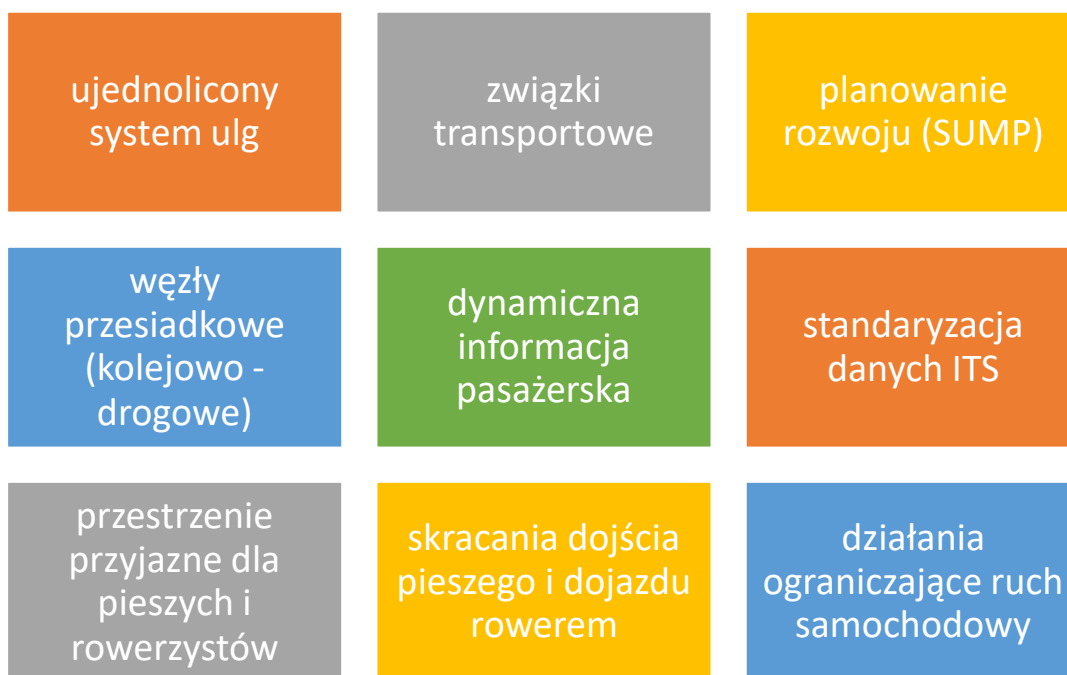 ujednolicony
system ulg
związki
transportowe
planowanie
rozwoju (SUMP)
węzły
przesiadkowe
(kolejowo -
drogowe)
dynamiczna
informacja
pasażerska
standaryzacja
danych ITS
przestrzenie
przyjazne dla
pieszych i
rowerzystów
skracania dojścia
pieszego i dojazdu
rowerem
działania
ograniczające ruch
samochodowy